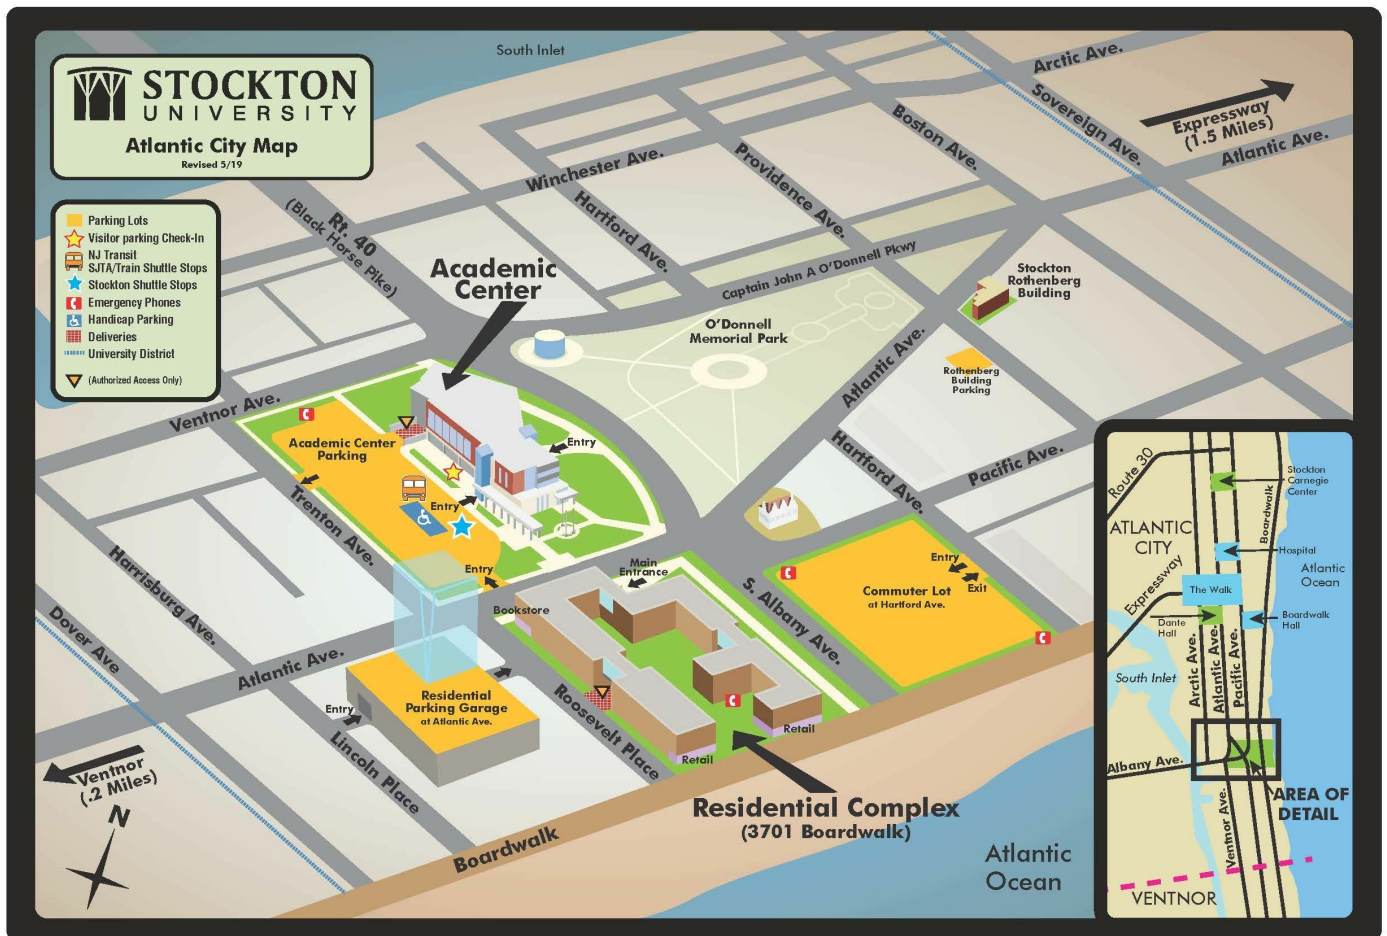 South Inlet
STOCKTON
UNIVERSITY
Atlantic City Map
Revised 5/19
Parking Lots
Visitor parking Check-In
NJ Transit
SJTA/Train Shuttle Stops
Stockton Shuttle Stops
Emergency Phones
Handicap Parking
Deliveries
University District
(Authorized Access Only)
Arctic Ave.
Sovereign Ave.
Expressway
(1.5 Miles)
Atlantic Ave.
Boston Ave.
Providence Ave.
Winchester Ave.
Hartford Ave.
Rt. 40
(Black Horse Pike)
Captain John A O'Donnell Pkwy
Academic
Center
Stockton
Rothenberg
Building
O'Donnell
Memorial Park
Atlantic Ave.
Rothenberg
Building
Parking
Ventnor Ave.
Academic Center
Parking
Entry
Entry
Hartford Ave.
Pacific Ave.
Trenton Ave.
Harrisburg Ave.
Dover Ave
Entry
Main
Entrance
Bookstore
S. Albany Ave.
Entry
Exit
Commuter Lot
at Hartford Ave.
Atlantic Ave.
Residential
Parking Garage
at Atlantic Ave.
Entry
Lincoln Place
Roosevelt Place
Retail
Retail
Ventnor
(.2 Miles)
N
Residential Complex
(3701 Boardwalk)
Boardwalk
Atlantic
Ocean
Route 30
Stockton
Carnegie
Center
Boardwalk
ATLANTIC
CITY
Hospital
Atlantic
Ocean
Expressway
The Walk
Dante
Hall
Boardwalk
Hall
Arctic Ave.
Atlantic Ave.
Pacific Ave.
South Inlet
Albany Ave.
Ventnor Ave.
AREA OF
DETAIL
VENTNOR